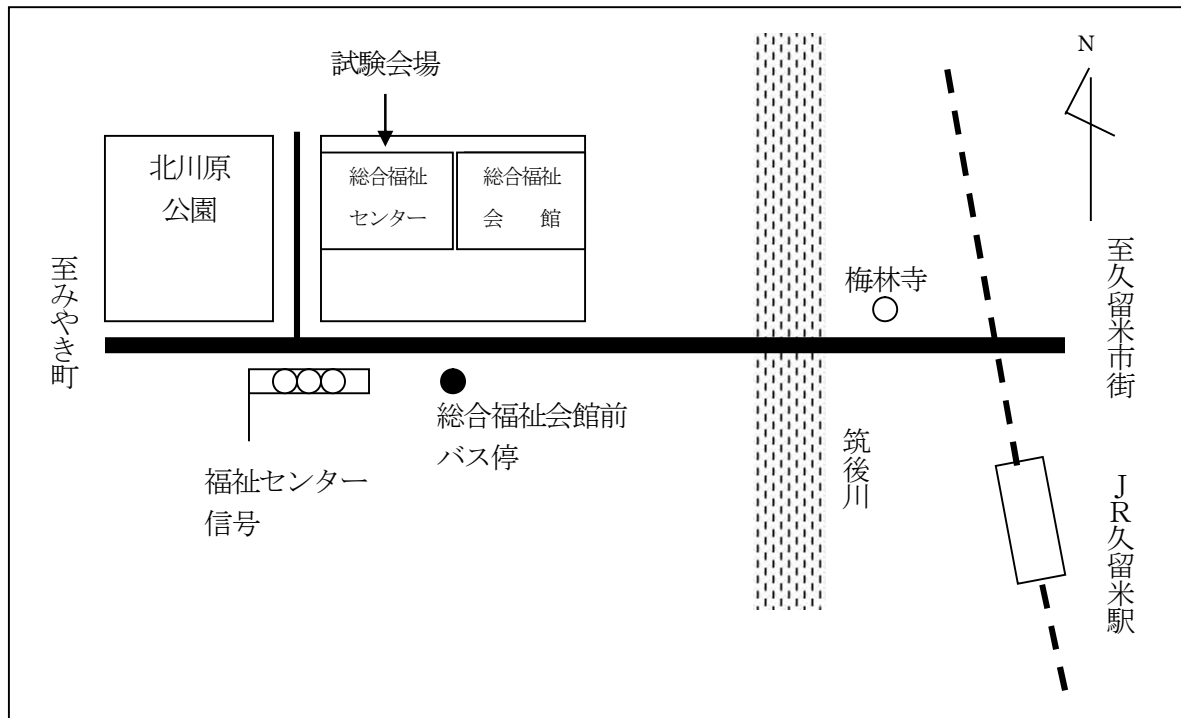 試験会場
N
北川原
公園
総合福祉
センター
総合福祉
会　館
至みやき町
梅林寺
至久留米市街
総合福祉会館前
バス停
福祉センター
信号
筑後川
ＪＲ久留米駅